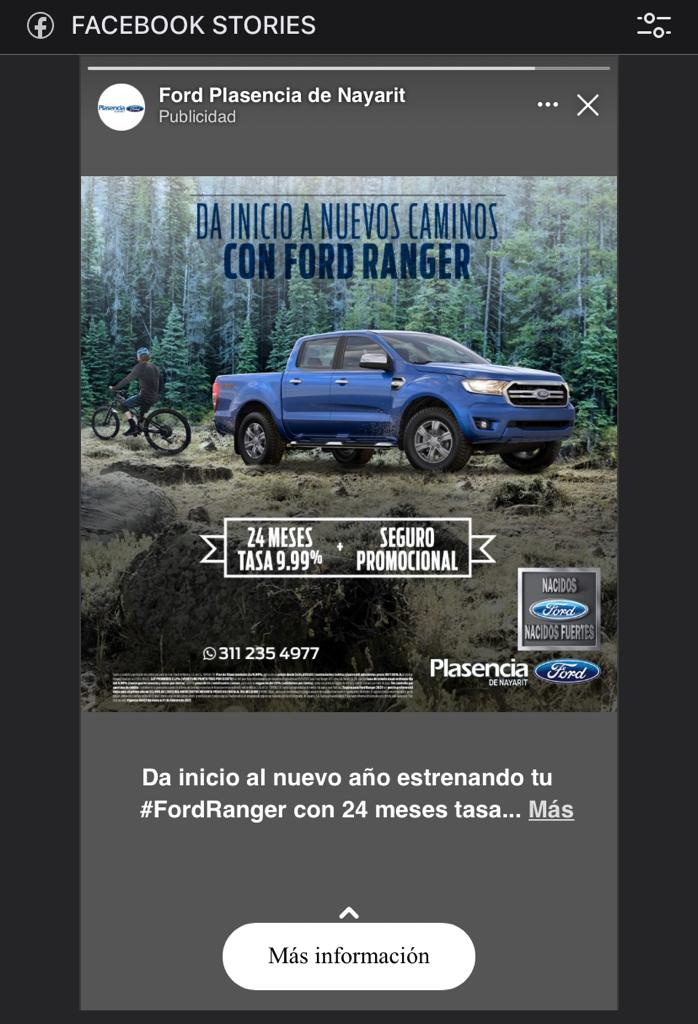 FACEBOOK STORIES
Ford Plasencia de Nayarit
Publicidad
DA INICIO A NUEVOS CAMINOS
CON FORD RANGER
24 MESES
TASA 9.99%
+
SEGURO
PROMOCIONAL
NACIDOS
Ford
NACIDOS FUERTES
311 235 4977
Plasencia
DE NAYARIT
Ford
Da inicio al nuevo año estrenando tu
#FordRanger con 24 meses tasa... Más
Más información